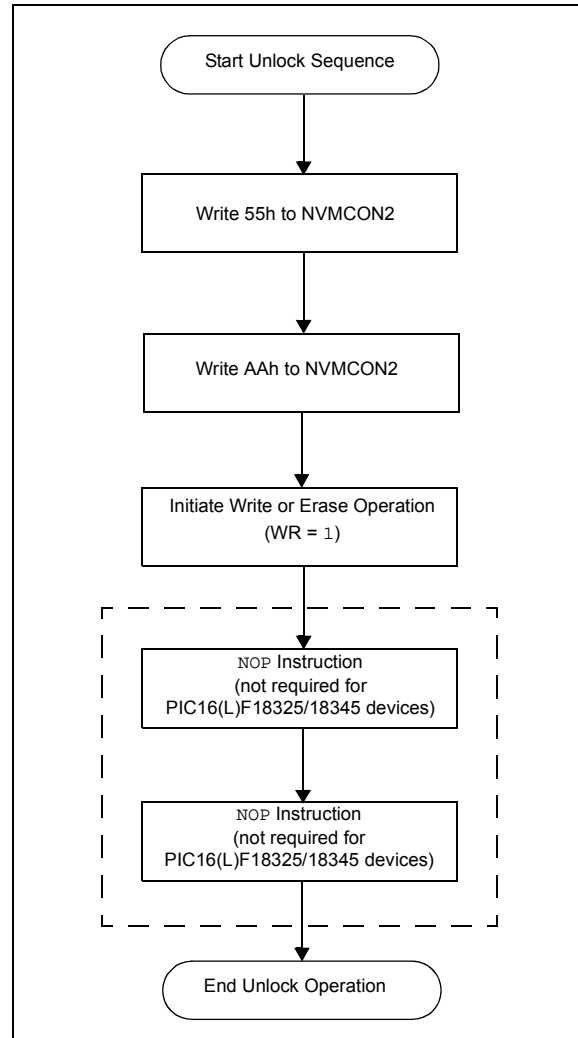 Start Unlock Sequence
Write 55h to NVMCON2
Write AAh to NVMCON2
Initiate Write or Erase Operation
(WR = 1)
NOP Instruction
(not required for
PIC16(L)F18325/18345 devices)
NOP Instruction
(not required for
PIC16(L)F18325/18345 devices)
End Unlock Operation